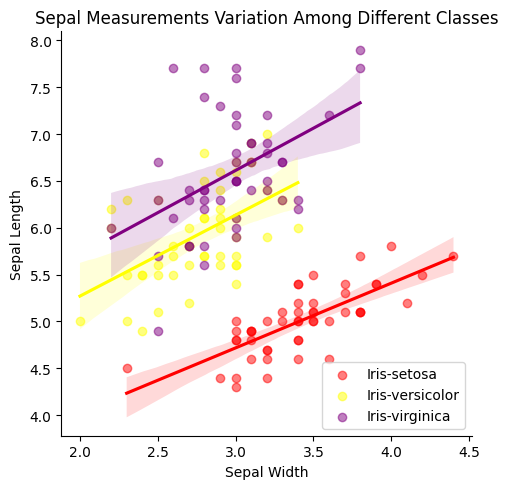 Sepal Measurements Variation Among Different Classes
8.0
7.5
7.0
6.5
6.0
5.5
5.0
4.5
4.0
Sepal Length
Iris-setosa
Iris-versicolor
Iris-virginica
2.0 2.5 3.0 3.5 4.0 4.5
Sepal Width